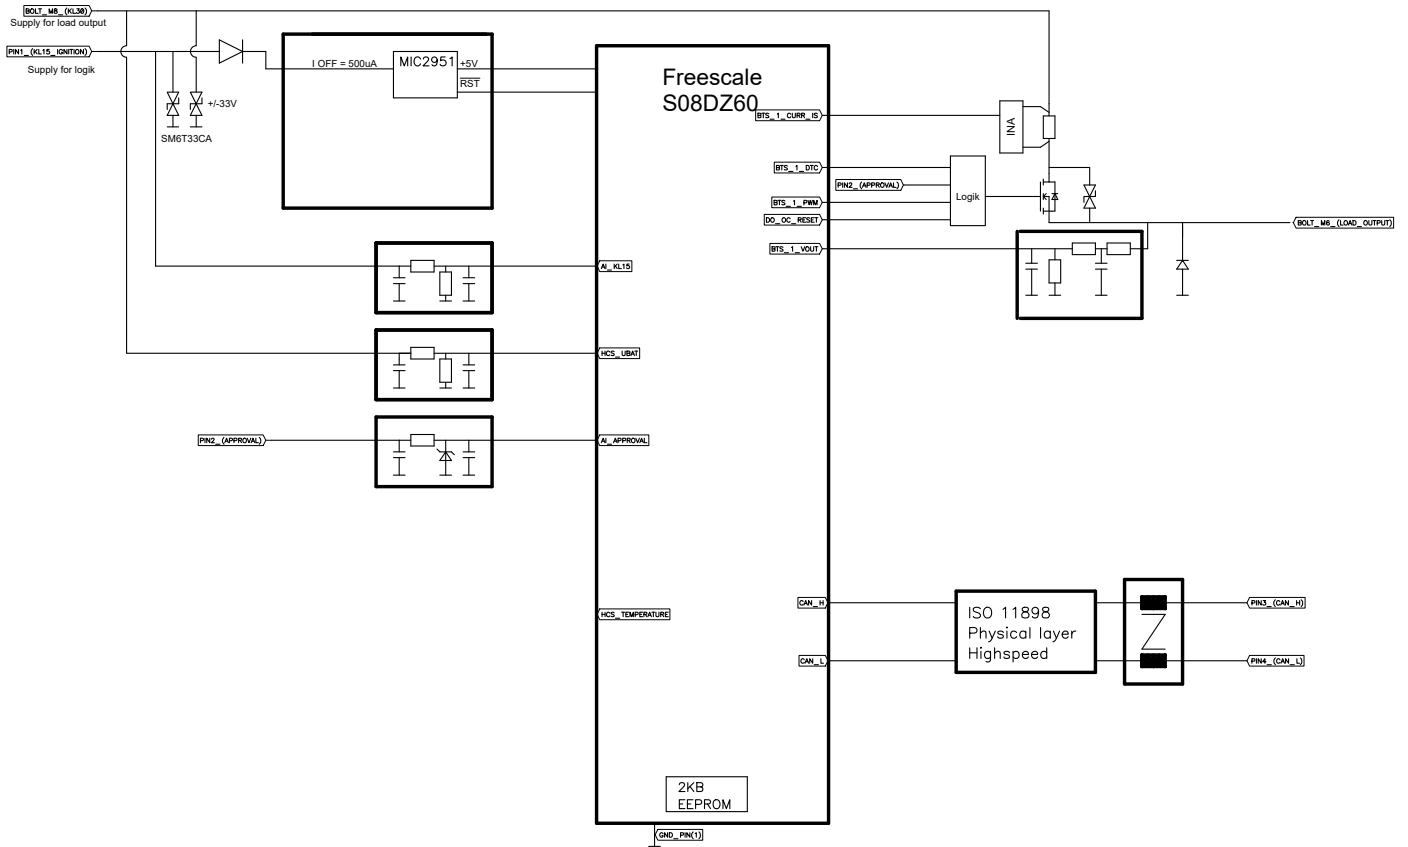 BOLT_M8_(KL30)
Supply for load output
PIN1_(KL15_IGNITION)
Supply for logik
+/-33V
SM6T33CA
I OFF = 500uA
MIC2951
+5V
RST
Freescale
S08DZ60
BTS_1_CURR_IS
INA
BTS_1_DTC
PIN2_(APPROVAL)
BTS_1_PWM
DO_OC_RESET
Logik
BTS_1_VOUT
BOLT_M6_(LOAD_OUTPUT)
AI_KL15
HCS_UBAT
PIN2_(APPROVAL)
AI_APPROVAL
HCS_TEMPERATURE
CAN_H
CAN_L
ISO 11898
Physical layer
Highspeed
Z
PIN3_(CAN_H)
PIN4_(CAN_L)
2KB
EEPROM
GND_PIN(1)